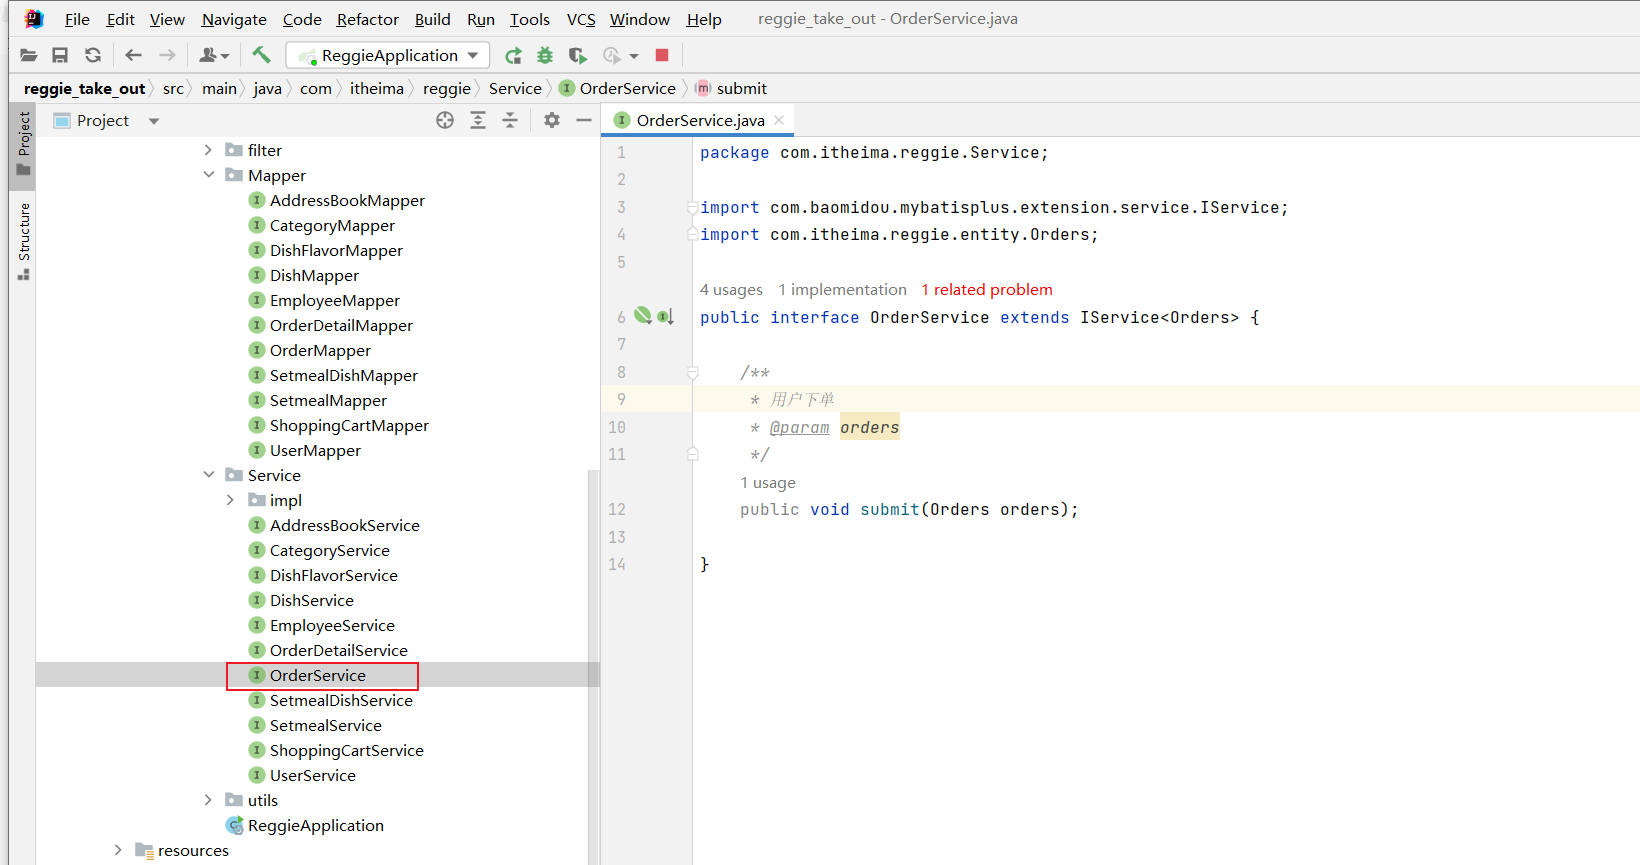 File Edit View Navigate Code Refactor Build Run Tools VCS Window Help reggie_take_out - OrderService.java
ReggieApplication
reggie_take_out src main java com itheima reggie Service OrderService submit
Project
Structure
Project
filter
Mapper
AddressBookMapper
CategoryMapper
DishFlavorMapper
DishMapper
EmployeeMapper
OrderDetailMapper
OrderMapper
SetmealDishMapper
SetmealMapper
ShoppingCartMapper
UserMapper
Service
impl
AddressBookService
CategoryService
DishFlavorService
DishService
EmployeeService
OrderDetailService
OrderService
SetmealDishService
SetmealService
ShoppingCartService
UserService
utils
ReggieApplication
resources
OrderService.java
1 package com.itheima.reggie.Service;
2
3 import com.baomidou.mybatisplus.extension.service.IService;
4 import com.itheima.reggie.entity.Orders;
5
4 usages 1 implementation 1 related problem
6 public interface OrderService extends IService<Orders> {
7
8 /**
9 * 用户下单
10 * @param orders
11 */
1 usage
12 public void submit(Orders orders);
13
14 }